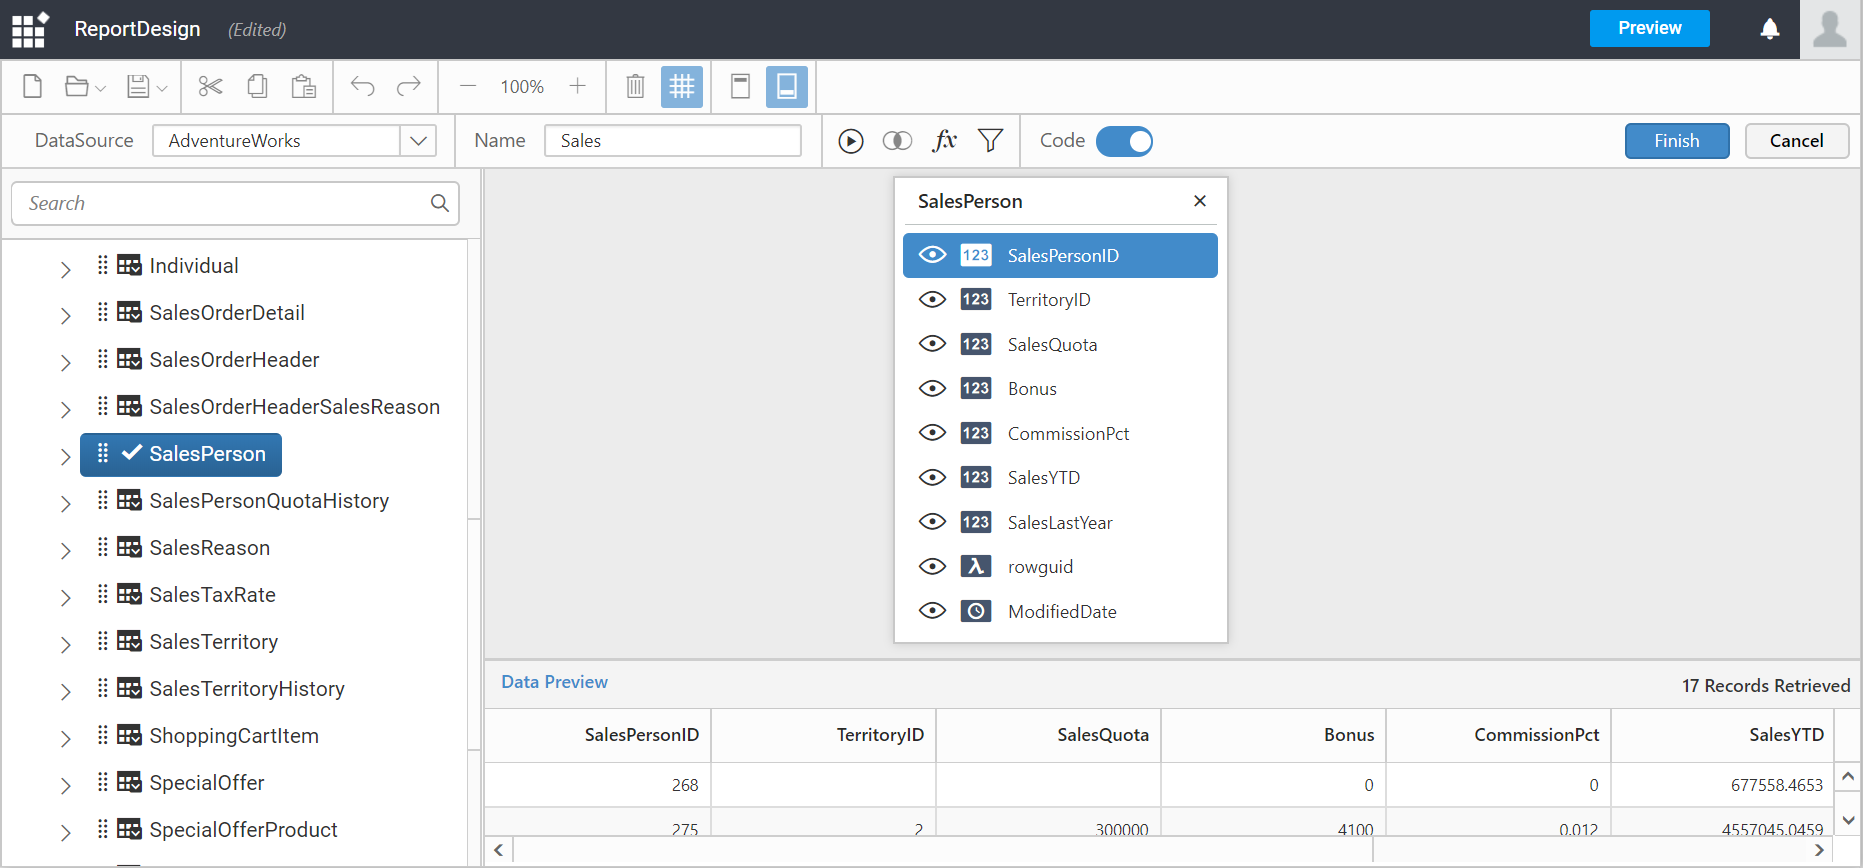 ReportDesign (Edited) Preview
100%
DataSource AdventureWorks Name Sales fx Code Finish Cancel
Search
Individual
SalesOrderDetail
SalesOrderHeader
SalesOrderHeaderSalesReason
SalesPerson
SalesPersonQuotaHistory
SalesReason
SalesTaxRate
SalesTerritory
SalesTerritoryHistory
ShoppingCartItem
SpecialOffer
SpecialOfferProduct
SalesPerson
123 SalesPersonID
123 TerritoryID
123 SalesQuota
123 Bonus
123 CommissionPct
123 SalesYTD
123 SalesLastYear
λ rowguid
ModifiedDate
Data Preview 17 Records Retrieved
SalesPersonID TerritoryID SalesQuota Bonus CommissionPct SalesYTD
268 0 0 677558.4653
275 2 300000 4100 0.012 4557045.0459